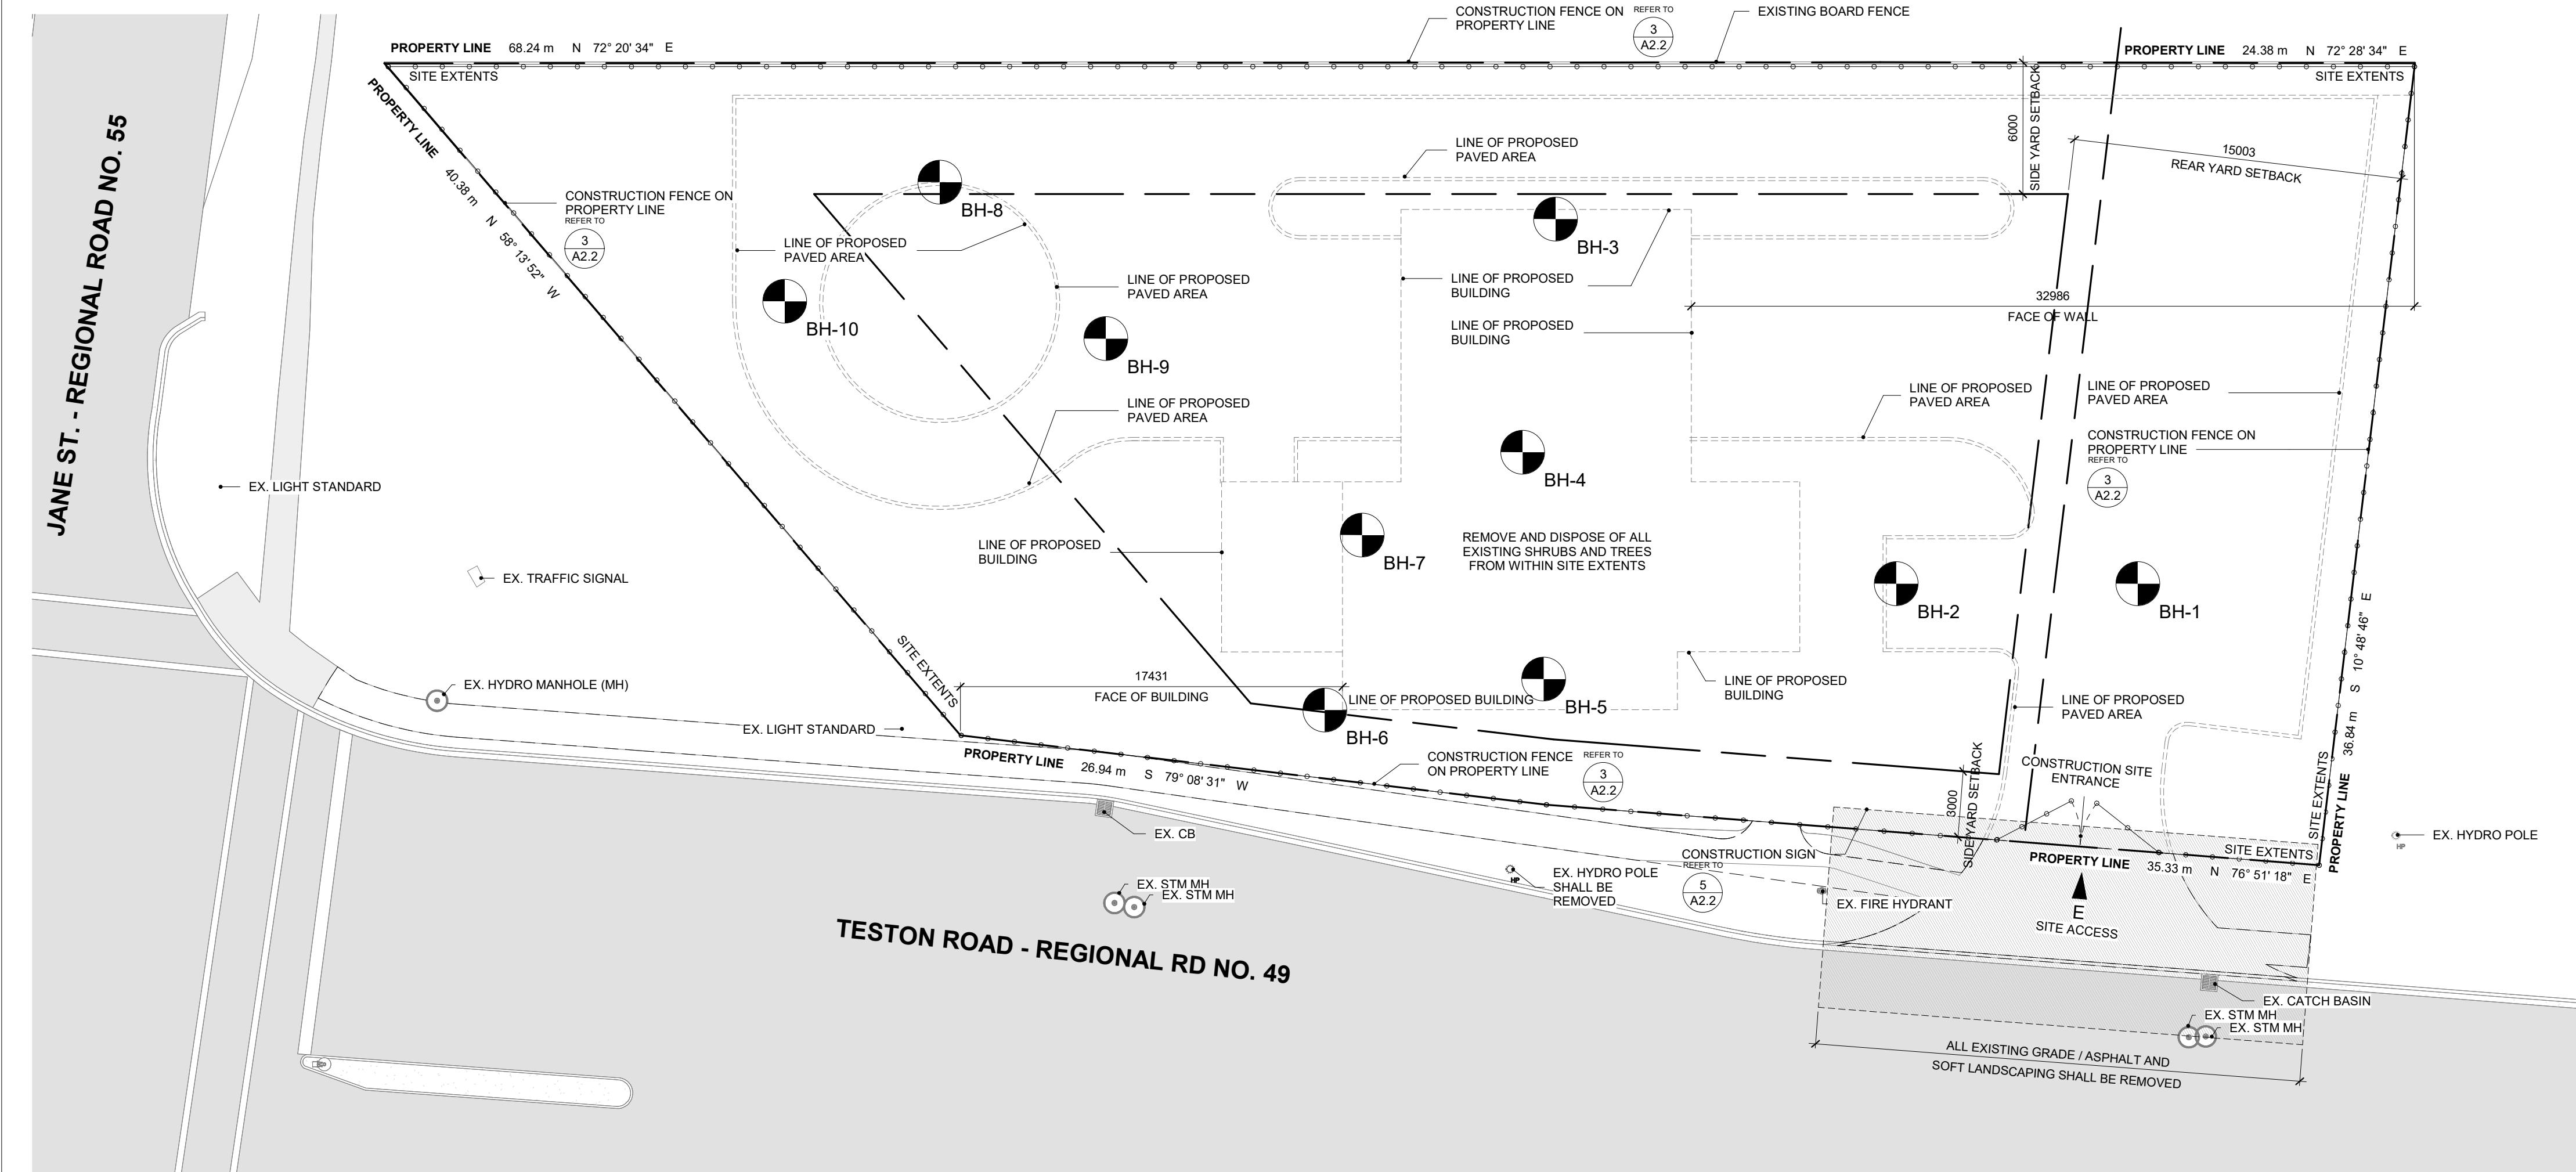 CONSTRUCTION FENCE ON
PROPERTY LINE
REFER TO
3
A2.2
EXISTING BOARD FENCE
PROPERTY LINE 68.24 m N 72° 20' 34" E
PROPERTY LINE 24.38 m N 72° 28' 34" E
SITE EXTENTS
SITE EXTENTS
PROPERTY LINE 40.38 m N 58° 13' 52" W
JANE ST. - REGIONAL ROAD NO. 55
CONSTRUCTION FENCE ON
PROPERTY LINE
REFER TO
3
A2.2
6000
SIDE YARD SETBACK
15003
REAR YARD SETBACK
LINE OF PROPOSED
PAVED AREA
BH-8
BH-3
LINE OF PROPOSED
PAVED AREA
LINE OF PROPOSED
PAVED AREA
LINE OF PROPOSED
BUILDING
32986
FACE OF WALL
BH-10
LINE OF PROPOSED
BUILDING
BH-9
LINE OF PROPOSED
PAVED AREA
LINE OF PROPOSED
PAVED AREA
LINE OF PROPOSED
PAVED AREA
CONSTRUCTION FENCE ON
PROPERTY LINE
REFER TO
3
A2.2
BH-4
EX. LIGHT STANDARD
LINE OF PROPOSED
BUILDING
BH-7
REMOVE AND DISPOSE OF ALL
EXISTING SHRUBS AND TREES
FROM WITHIN SITE EXTENTS
EX. TRAFFIC SIGNAL
BH-2
BH-1
SITE EXTENTS
17431
FACE OF BUILDING
EX. HYDRO MANHOLE (MH)
LINE OF PROPOSED BUILDING
BH-5
LINE OF PROPOSED
BUILDING
LINE OF PROPOSED
PAVED AREA
BH-6
EX. LIGHT STANDARD
PROPERTY LINE 26.94 m S 79° 08' 31" W
CONSTRUCTION FENCE
ON PROPERTY LINE
REFER TO
3
A2.2
3000
SIDE YARD SETBACK
CONSTRUCTION SITE
ENTRANCE
SITE EXTENTS
PROPERTY LINE 36.84 m S 10° 48' 46" E
EX. CB
EX. HYDRO POLE
HP
CONSTRUCTION SIGN
REFER TO
5
A2.2
SITE EXTENTS
PROPERTY LINE 35.33 m N 76° 51' 18" E
EX. HYDRO POLE
SHALL BE
REMOVED
HP
EX. STM MH
EX. STM MH
EX. FIRE HYDRANT
E
SITE ACCESS
TESTON ROAD - REGIONAL RD NO. 49
EX. CATCH BASIN
EX. STM MH
EX. STM MH
ALL EXISTING GRADE / ASPHALT AND
SOFT LANDSCAPING SHALL BE REMOVED